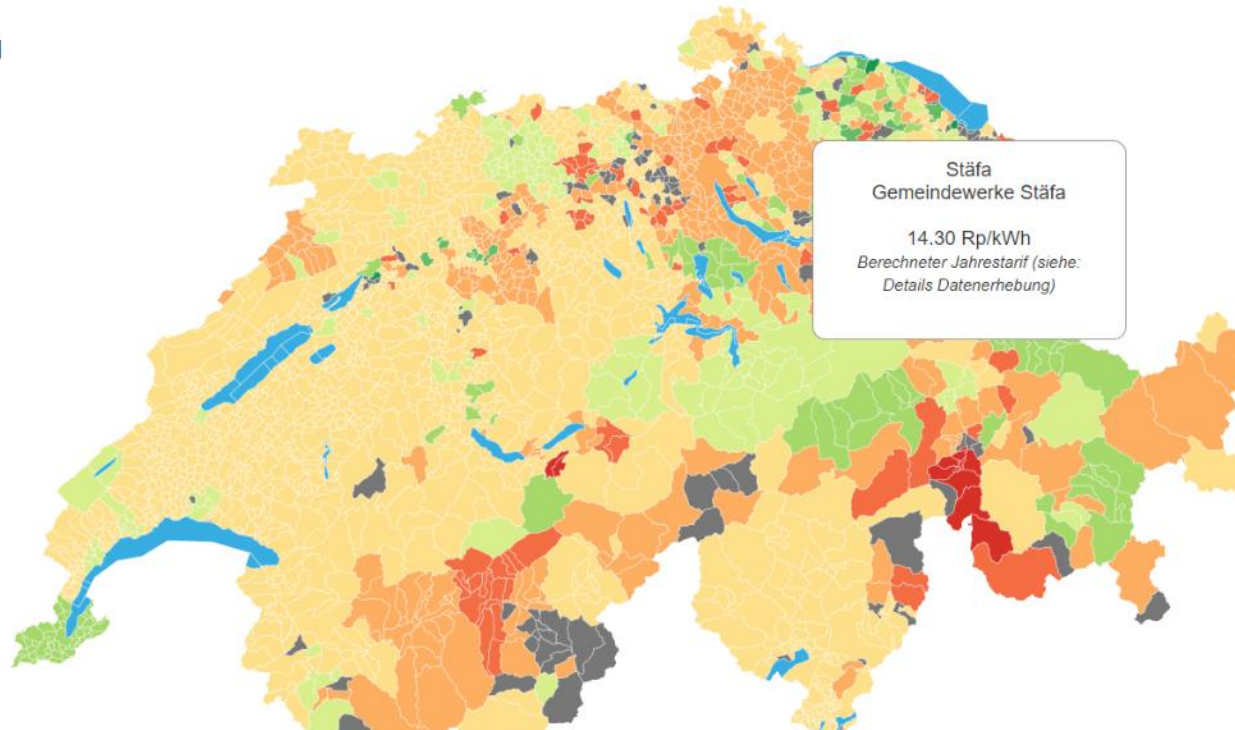 Stäfa
Gemeindewerke Stäfa
14.30 Rp/kWh
Berechneter Jahrestarif (siehe:
Details Datenerhebung)